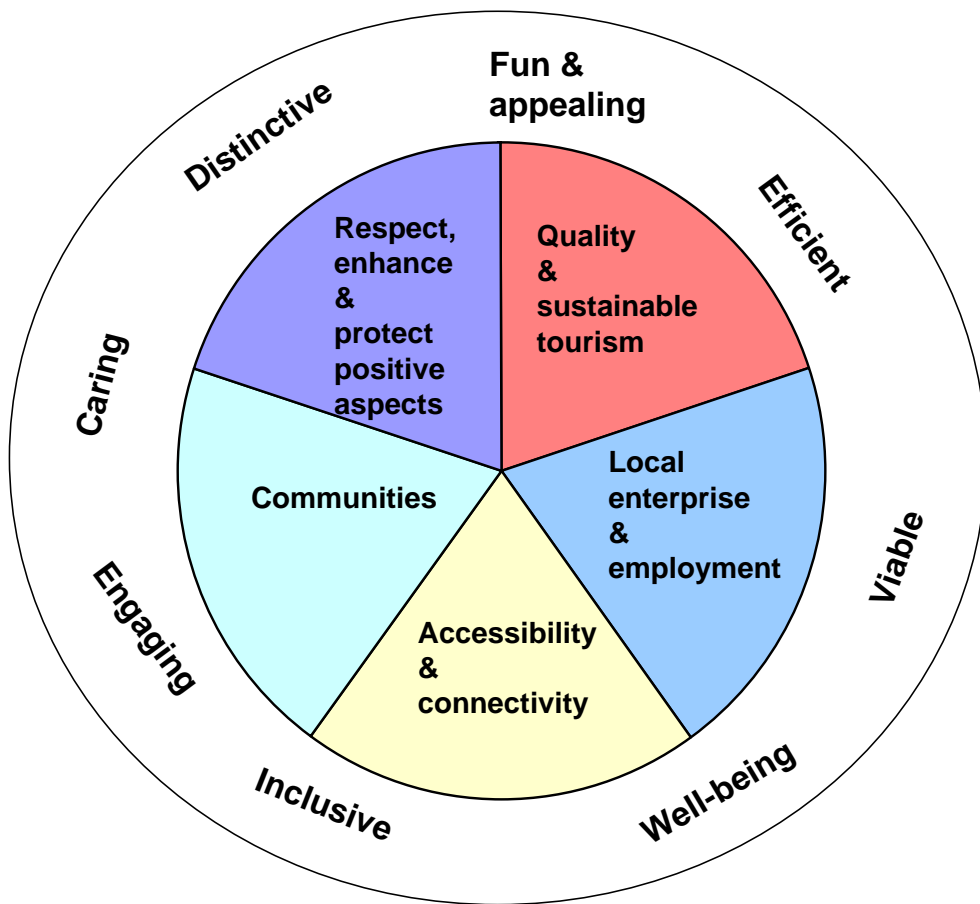 Fun &
appealing
Distinctive
Efficient
Respect,
enhance
&
protect
positive
aspects
Quality
&
sustainable
tourism
Caring
Local
enterprise
&
employment
Communities
Viable
Engaging
Accessibility
&
connectivity
Inclusive
Well-being